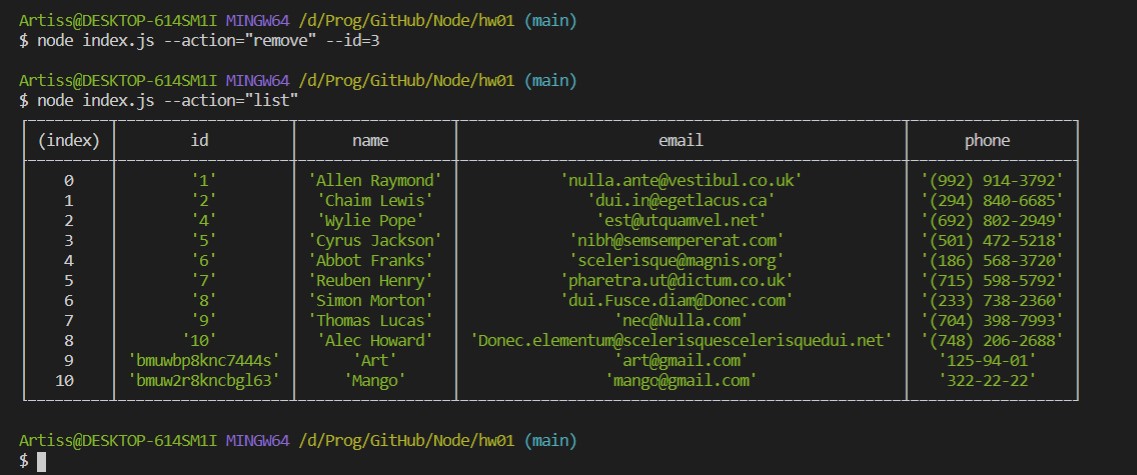 Artiss@DESKTOP-614SM1I MINGW64 /d/Prog/GitHub/Node/hw01 (main)
$ node index.js --action="remove" --id=3
Artiss@DESKTOP-614SM1I MINGW64 /d/Prog/GitHub/Node/hw01 (main)
$ node index.js --action="list"
(index) id name email phone
0 '1' 'Allen Raymond' 'nulla.ante@vestibul.co.uk' '(992) 914-3792'
1 '2' 'Chaim Lewis' 'dui.in@egetlacus.ca' '(294) 840-6685'
2 '4' 'Wylie Pope' 'est@utquamvel.net' '(692) 802-2949'
3 '5' 'Cyrus Jackson' 'nibh@semsempererat.com' '(501) 472-5218'
4 '6' 'Abbot Franks' 'scelerisque@magnis.org' '(186) 568-3720'
5 '7' 'Reuben Henry' 'pharetra.ut@dictum.co.uk' '(715) 598-5792'
6 '8' 'Simon Morton' 'dui.Fusce.diam@Donec.com' '(233) 738-2360'
7 '9' 'Thomas Lucas' 'nec@Nulla.com' '(704) 398-7993'
8 '10' 'Alec Howard' 'Donec.elementum@scelerisquescelerisquedui.net' '(748) 206-2688'
9 'bmuwbp8knc7444s' 'Art' 'art@gmail.com' '125-94-01'
10 'bmuw2r8kncbgl63' 'Mango' 'mango@gmail.com' '322-22-22'
Artiss@DESKTOP-614SM1I MINGW64 /d/Prog/GitHub/Node/hw01 (main)
$